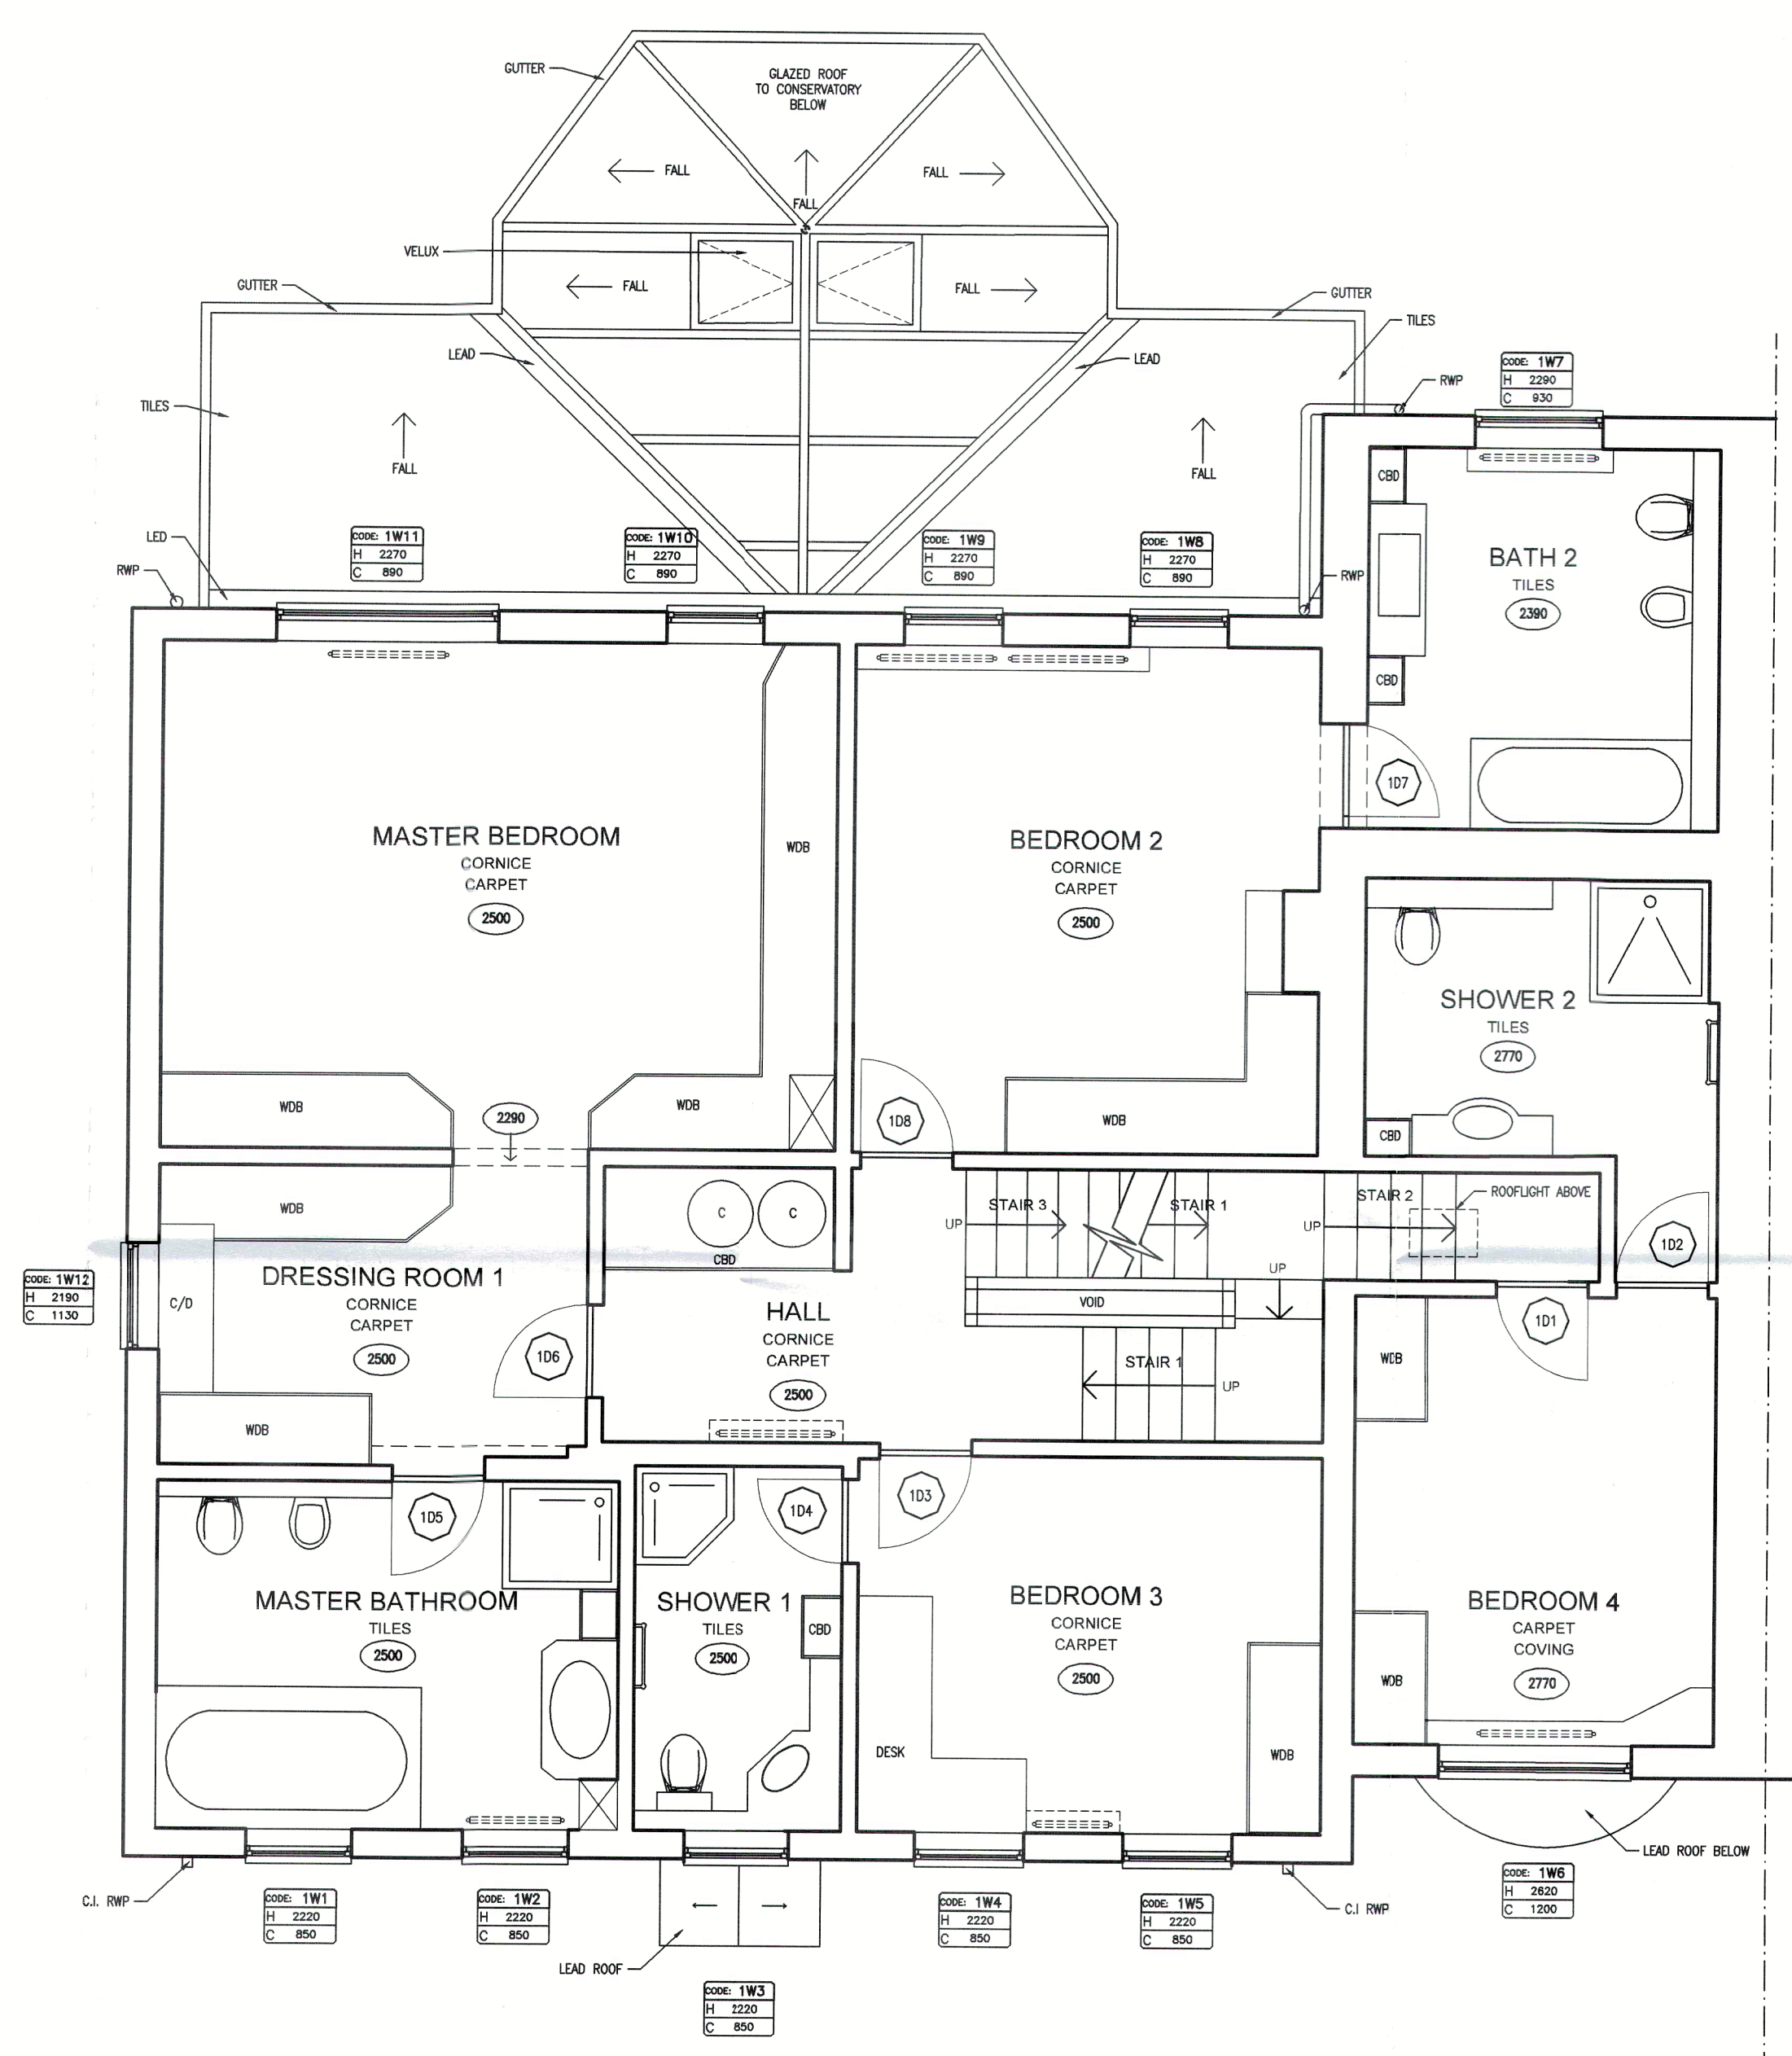 GUTTER
GLAZED ROOF
TO CONSERVATORY
BELOW
FALL
FALL
FALL
VELUX
FALL
FALL
GUTTER
GUTTER
TILES
LEAD
LEAD
CODE: 1W7
H 2290
C 930
RWP
TILES
FALL
FALL
LED
CODE: 1W11
H 2270
C 890
CODE: 1W10
H 2270
C 890
CODE: 1W9
H 2270
C 890
CODE: 1W8
H 2270
C 890
RWP
RWP
CBD
BATH 2
TILES
2390
CBD
1D7
MASTER BEDROOM
CORNICE
CARPET
2500
WDB
BEDROOM 2
CORNICE
CARPET
2500
SHOWER 2
TILES
2770
WDB
2290
WDB
1D8
WDB
CBD
WDB
C
C
CBD
STAIR 3
UP
STAIR 1
STAIR 2
UP
ROOFLIGHT ABOVE
1D2
CODE: 1W12
H 2190
C 1130
C/D
DRESSING ROOM 1
CORNICE
CARPET
2500
1D6
HALL
CORNICE
CARPET
2500
VOID
UP
STAIR 1
UP
1D1
WDB
WDB
1D5
1D4
1D3
MASTER BATHROOM
TILES
2500
SHOWER 1
TILES
2500
CBD
BEDROOM 3
CORNICE
CARPET
2500
BEDROOM 4
CARPET
COVING
2770
WDB
DESK
WDB
LEAD ROOF BELOW
C.I. RWP
CODE: 1W1
H 2220
C 850
CODE: 1W2
H 2220
C 850
LEAD ROOF
CODE: 1W3
H 2220
C 850
CODE: 1W4
H 2220
C 850
CODE: 1W5
H 2220
C 850
C.I RWP
CODE: 1W6
H 2620
C 1200